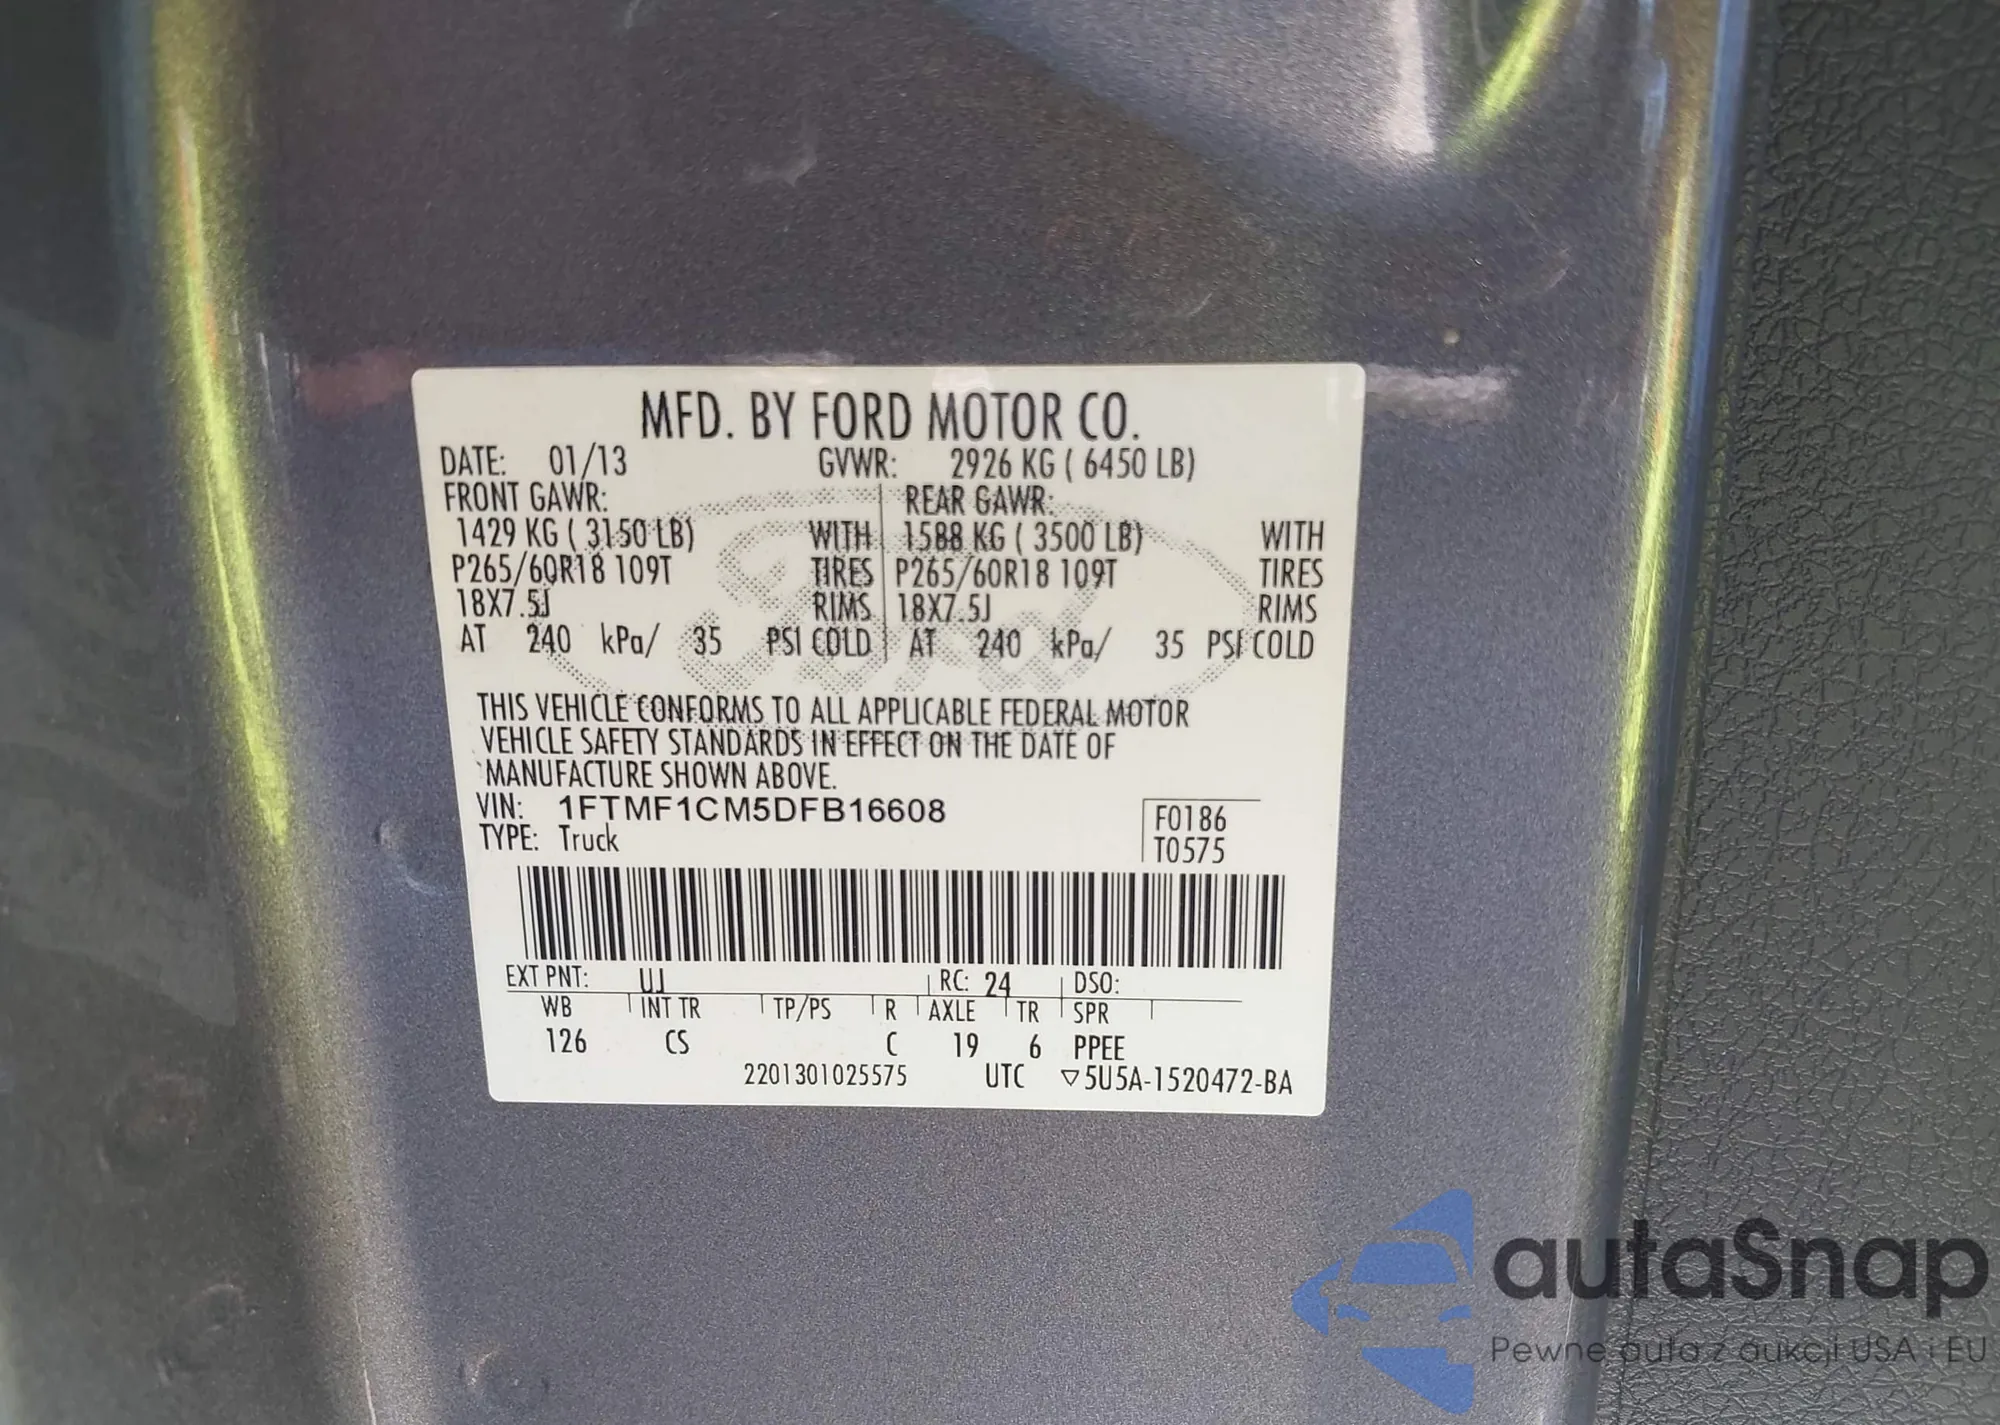 MFD. BY FORD MOTOR CO.
DATE: 01/13 GVWR: 2926 KG ( 6450 LB)
FRONT GAWR: REAR GAWR:
1429 KG ( 3150 LB) WITH 1588 KG ( 3500 LB) WITH
P265/60R18 109T TIRES P265/60R18 109T TIRES
18X7.5J RIMS 18X7.5J RIMS
AT 240 kPa/ 35 PSI COLD AT 240 kPa/ 35 PSI COLD
THIS VEHICLE CONFORMS TO ALL APPLICABLE FEDERAL MOTOR
VEHICLE SAFETY STANDARDS IN EFFECT ON THE DATE OF
MANUFACTURE SHOWN ABOVE.
VIN: 1FTMF1CM5DFB16608 F0186
TYPE: Truck T0575
EXT PNT: UJ RC: 24 DSO:
WB INT TR TP/PS R AXLE TR SPR
126 CS C 19 6 PPEE
2201301025575 UTC ▽5U5A-1520472-BA
Ford
autaSnap
Pewne auta z aukcji USA i EU